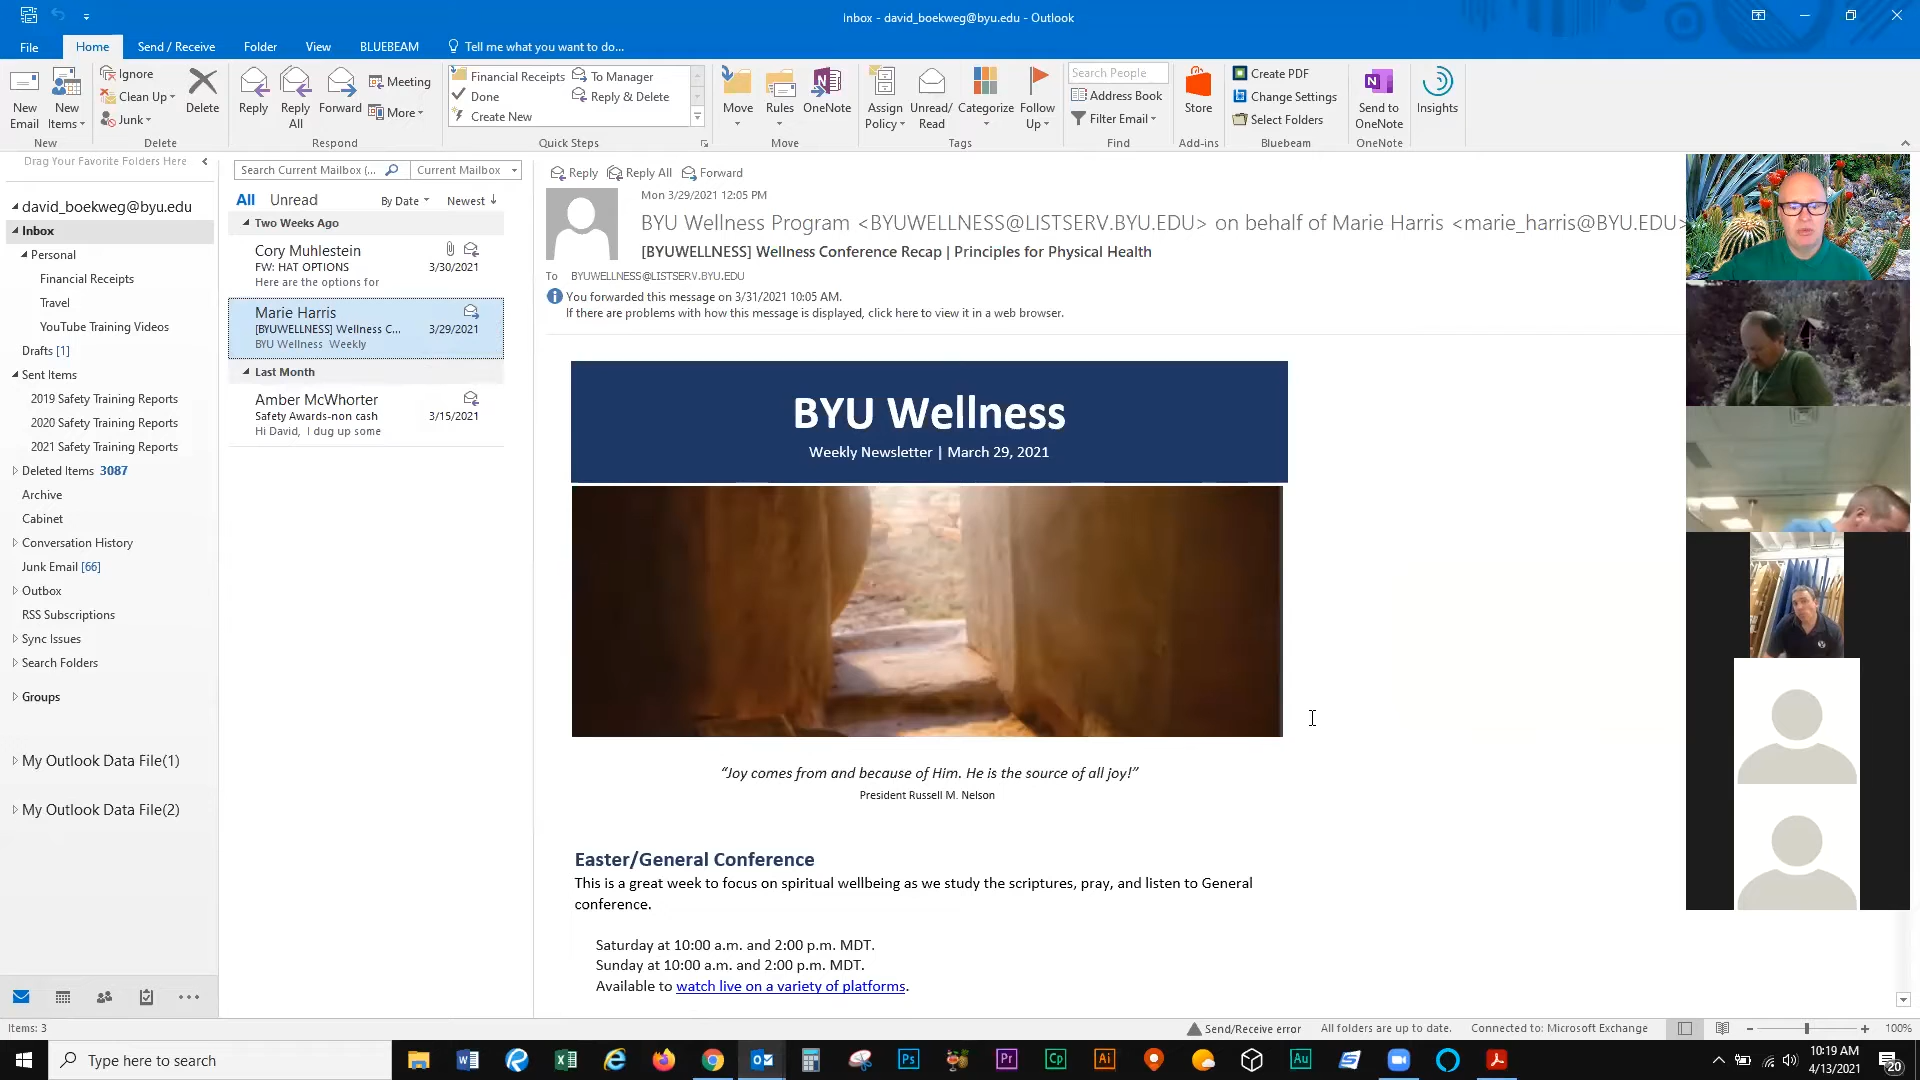 Inbox - david_boekweg@byu.edu - Outlook
File Home Send / Receive Folder View BLUEBEAM Tell me what you want to do...
New Email
New Items
Ignore
Clean Up
Junk
Delete
Reply
Reply All
Forward
Meeting
More
Financial Receipts
To Manager
Done
Reply & Delete
Create New
Move
Rules
OneNote
Assign Policy
Unread/ Read
Categorize
Follow Up
Search People
Address Book
Filter Email
Store
Create PDF
Change Settings
Select Folders
Send to OneNote
Insights
New Delete Respond Quick Steps Move Tags Find Add-ins Bluebeam OneNote
Drag Your Favorite Folders Here
david_boekweg@byu.edu
Inbox
Personal
Financial Receipts
Travel
YouTube Training Videos
Drafts [1]
Sent Items
2019 Safety Training Reports
2020 Safety Training Reports
2021 Safety Training Reports
Deleted Items 3087
Archive
Cabinet
Conversation History
Junk Email [66]
Outbox
RSS Subscriptions
Sync Issues
Search Folders
Groups
My Outlook Data File(1)
My Outlook Data File(2)
Items: 3
Search Current Mailbox (... Current Mailbox
All Unread By Date Newest
Two Weeks Ago
Cory Muhlestein
FW: HAT OPTIONS 3/30/2021
Here are the options for
Marie Harris
[BYUWELLNESS] Wellness C... 3/29/2021
BYU Wellness Weekly
Last Month
Amber McWhorter
Safety Awards-non cash 3/15/2021
Hi David, I dug up some
Reply Reply All Forward
Mon 3/29/2021 12:05 PM
BYU Wellness Program <BYUWELLNESS@LISTSERV.BYU.EDU> on behalf of Marie Harris <marie_harris@BYU.EDU>
[BYUWELLNESS] Wellness Conference Recap | Principles for Physical Health
To BYUWELLNESS@LISTSERV.BYU.EDU
You forwarded this message on 3/31/2021 10:05 AM.
If there are problems with how this message is displayed, click here to view it in a web browser.
BYU Wellness
Weekly Newsletter | March 29, 2021
“Joy comes from and because of Him. He is the source of all joy!”
President Russell M. Nelson
Easter/General Conference
This is a great week to focus on spiritual wellbeing as we study the scriptures, pray, and listen to General
conference.
Saturday at 10:00 a.m. and 2:00 p.m. MDT.
Sunday at 10:00 a.m. and 2:00 p.m. MDT.
Available to watch live on a variety of platforms.
Send/Receive error All folders are up to date. Connected to: Microsoft Exchange 100%
Type here to search
Ps Pr Cp Ai Au
10:19 AM
4/13/2021
20